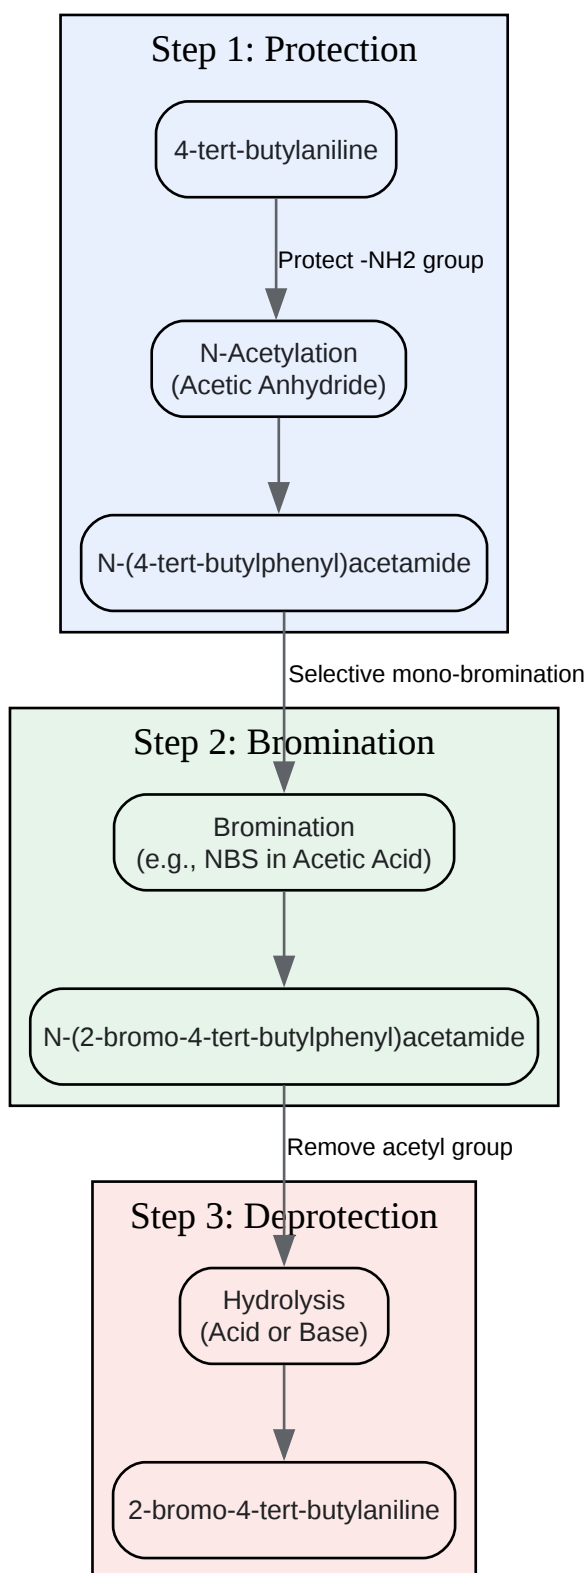 Step 1: Protection
4-tert-butylaniline
Protect -NH2 group
N-Acetylation
(Acetic Anhydride)
N-(4-tert-butylphenyl)acetamide
Selective mono-bromination
Step 2: Bromination
Bromination
(e.g., NBS in Acetic Acid)
N-(2-bromo-4-tert-butylphenyl)acetamide
Remove acetyl group
Step 3: Deprotection
Hydrolysis
(Acid or Base)
2-bromo-4-tert-butylaniline